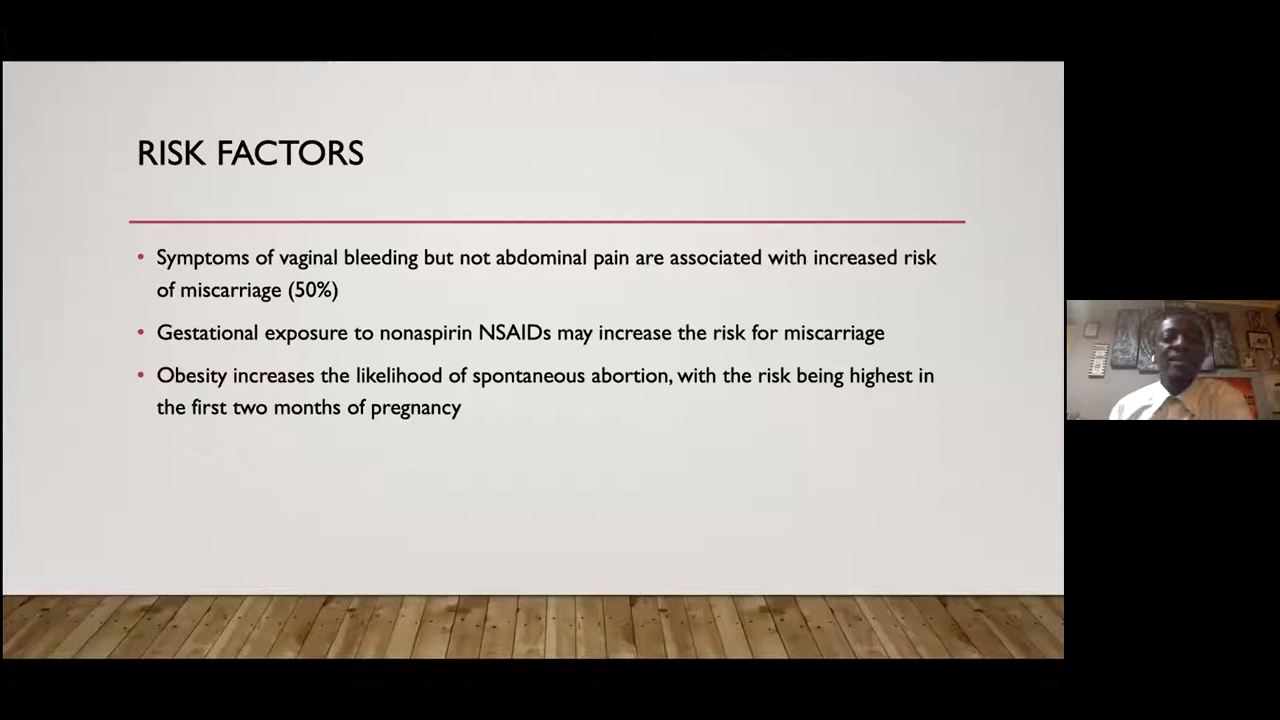 RISK FACTORS
• Symptoms of vaginal bleeding but not abdominal pain are associated with increased risk
of miscarriage (50%)
• Gestational exposure to nonaspirin NSAIDs may increase the risk for miscarriage
• Obesity increases the likelihood of spontaneous abortion, with the risk being highest in
the first two months of pregnancy